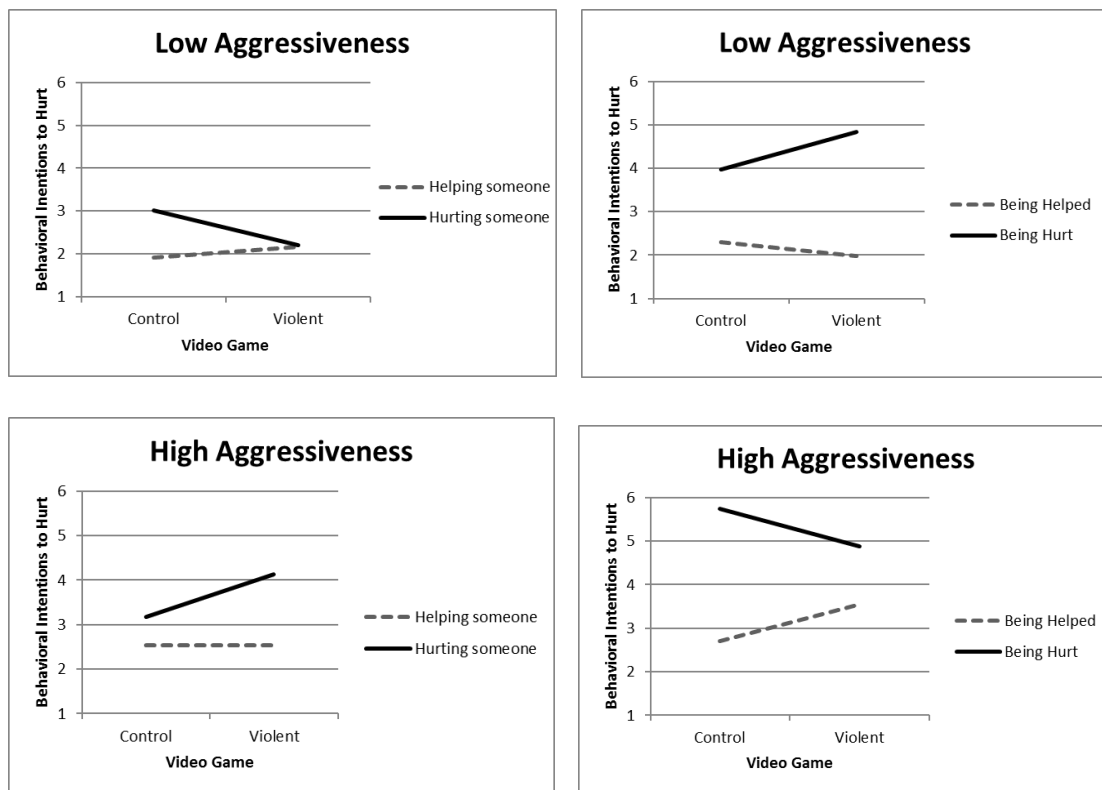 Low Aggressiveness
Behavioral Inentions to Hurt
6
5
4
3
2
1
Control Violent
Video Game
Helping someone
Hurting someone
Low Aggressiveness
Behavioral Intentions to Hurt
6
5
4
3
2
1
Control Violent
Video Game
Being Helped
Being Hurt
High Aggressiveness
Behavioral Intentions to Hurt
6
5
4
3
2
1
Control Violent
Video Game
Helping someone
Hurting someone
High Aggressiveness
Behavioral Intentions to Hurt
6
5
4
3
2
1
Control Violent
Video Game
Being Helped
Being Hurt